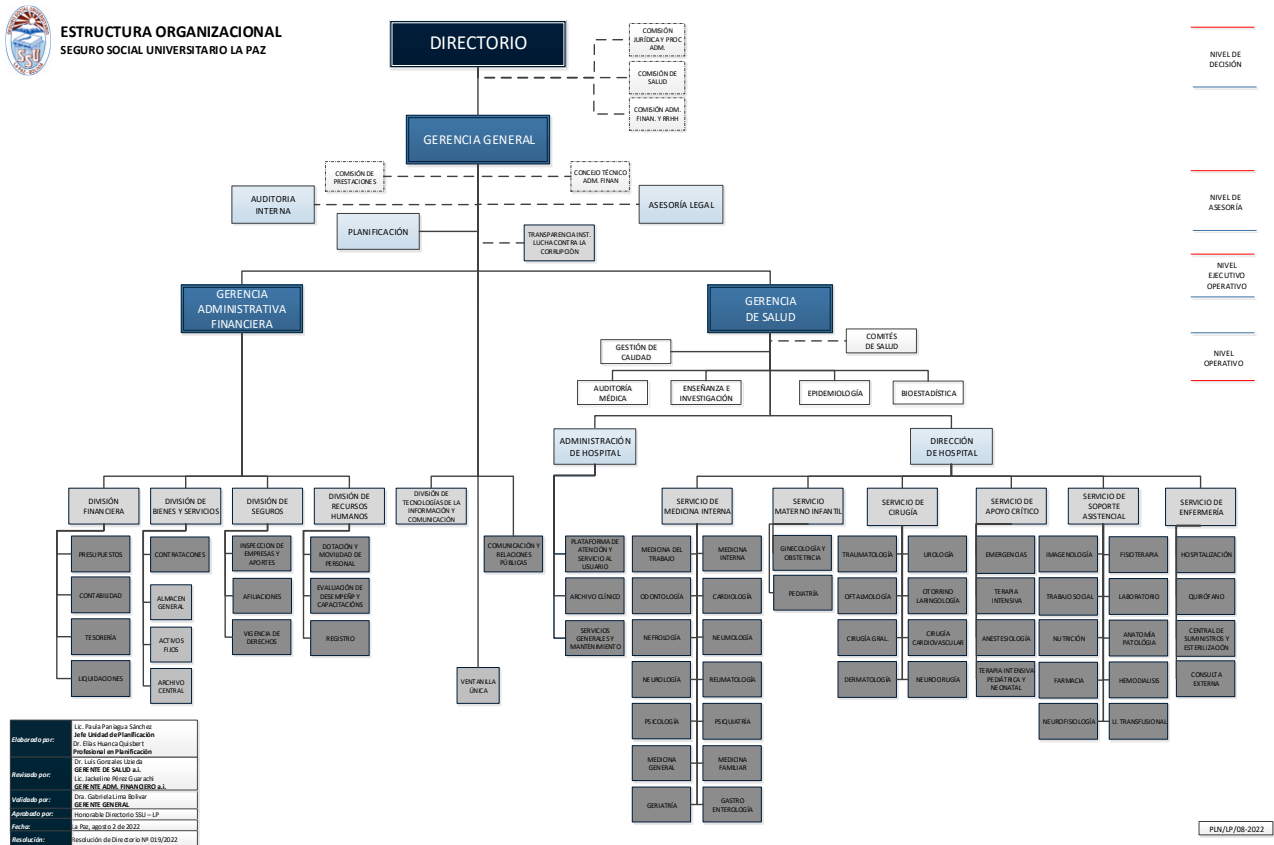 ESTRUCTURA ORGANIZACIONAL
SEGURO SOCIAL UNIVERSITARIO LA PAZ
DIRECTORIO
COMISIÓN
JURÍDICA Y PROC
ADM.
COMISIÓN DE
SALUD
COMISIÓN ADM.
FINAN. Y RRHH
NIVEL DE
DECISIÓN
GERENCIA GENERAL
COMISIÓN DE
PRESTACIONES
CONCEJO TÉCNICO
ADM. FINAN
AUDITORIA
INTERNA
ASESORÍA LEGAL
NIVEL DE
ASESORÍA
PLANIFICACIÓN
TRANSPARENCIA INST.
LUCHA CONTRA LA
CORRUPCIÓN
NIVEL
EJECUTIVO
OPERATIVO
GERENCIA
ADMINISTRATIVA
FINANCIERA
GERENCIA
DE SALUD
COMITÉS
DE SALUD
GESTIÓN DE
CALIDAD
NIVEL
OPERATIVO
AUDITORÍA
MÉDICA
ENSEÑANZA E
INVESTIGACIÓN
EPIDEMIOLOGÍA
BIOESTADÍSTICA
ADMINISTRACIÓN
DE HOSPITAL
DIRECCIÓN
DE HOSPITAL
DIVISIÓN
FINANCIERA
DIVISIÓN DE
BIENES Y SERVICIOS
DIVISIÓN DE
SEGUROS
DIVISIÓN DE
RECURSOS
HUMANOS
DIVISIÓN DE
TECNOLOGÍAS DE LA
INFORMACIÓN Y
COMUNICACIÓN
SERVICIO DE
MEDICINA INTERNA
SERVICIO
MATERNO INFANTIL
SERVICIO DE
CIRUGÍA
SERVICIO DE
APOYO CRÍTICO
SERVICIO DE
SOPORTE
ASISTENCIAL
SERVICIO DE
ENFERMERÍA
PRESUPUESTOS
CONTABILIDAD
TESORERÍA
LIQUIDACIONES
CONTRATACONES
ALMACEN
GENERAL
ACTIVOS
FIJOS
ARCHIVO
CENTRAL
INSPECCION DE
EMPRESAS Y
APORTES
AFILIACIONES
VIGENCIA DE
DERECHOS
DOTACIÓN Y
MOVILIDAD DE
PERSONAL
EVALUACIÓN DE
DESEMPEÑP Y
CAPACITACIÓNS
REGISTRO
COMUNICACIÓN Y
RELACIONES
PÚBLICAS
VENTANILLA
ÚNICA
PLATAFORMA DE
ATENCIÓN Y
SERVICIO AL
USUARIO
ARCHIVO CLÍNICO
SERVICIOS
GENERALES Y
MANTENIMIENTO
MEDICINA DEL
TRABAJO
MEDICINA
INTERNA
ODONTOLOGÍA
CARDIOLOGÍA
NEFROLOGÍA
NEUMOLOGÍA
NEUROLOGÍA
REUMATOLOGÍA
PSICOLOGÍA
PSIQUIATRÍA
MEDICINA
GENERAL
MEDICINA
FAMILIAR
GERIATRÍA
GASTRO
ENTEROLOGÍA
GINECOLOGÍA Y
OBSTETRICIA
PEDIATRÍA
TRAUMATOLOGÍA
UROLOGÍA
OFTALMOLOGÍA
OTORRINO
LARINGOLOGÍA
CIRUGÍA GRAL.
CIRUGÍA
CARDIOVASCULAR
DERMATOLOGÍA
NEUROCIRUGÍA
EMERGENCIAS
TERAPIA
INTENSIVA
ANESTESIOLOGÍA
TERAPIA INTENSIVA
PEDIÁTRICA Y
NEONATAL
IMAGENOLOGÍA
FISIOTERAPIA
TRABAJO SOCIAL
LABORATORIO
NUTRICIÓN
ANATOMÍA
PATOLÓGIA
FARMACIA
HEMODIALISIS
NEUROFISIOLOGÍA
U. TRANSFUSIONAL
HOSPITALIZACIÓN
QUIRÓFANO
CENTRAL DE
SUMINISTROS Y
ESTERILIZACIÓN
CONSULTA
EXTERNA
Elaborado por:
Lic. Paula Paniagua Sánchez
Jefe Unidad de Planificación
Dr. Elías Huanca Quisbert
Profesional en Planificación
Revisado por:
Dr. Luis Gonzales Uzieda
GERENTE DE SALUD a.i.
Lic. Jackeline Pérez Guarachi
GERENTE ADM. FINANCIERO a.i.
Validado por:
Dra. Gabriela Lima Bolivar
GERENTE GENERAL
Aprobado por:
Honorable Directorio SSU – LP
Fecha:
La Paz, agosto 2 de 2022
Resolución:
Resolución de Directorio Nº 019/2022
PLN/LP/08-2022